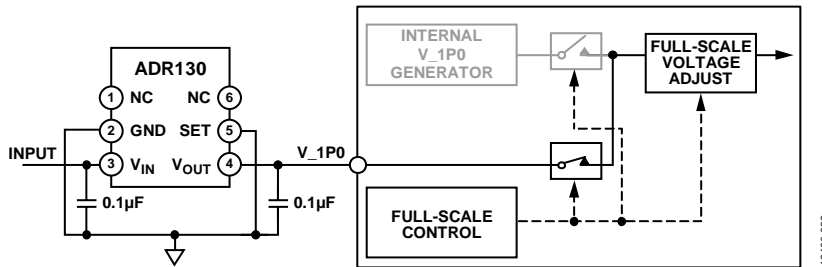 INTERNAL
V_1P0
GENERATOR
FULL-SCALE
VOLTAGE
ADJUST
ADR130
1 NC NC 6
2 GND SET 5
INPUT
3 VIN VOUT 4
V_1P0
0.1µF
0.1µF
FULL-SCALE
CONTROL